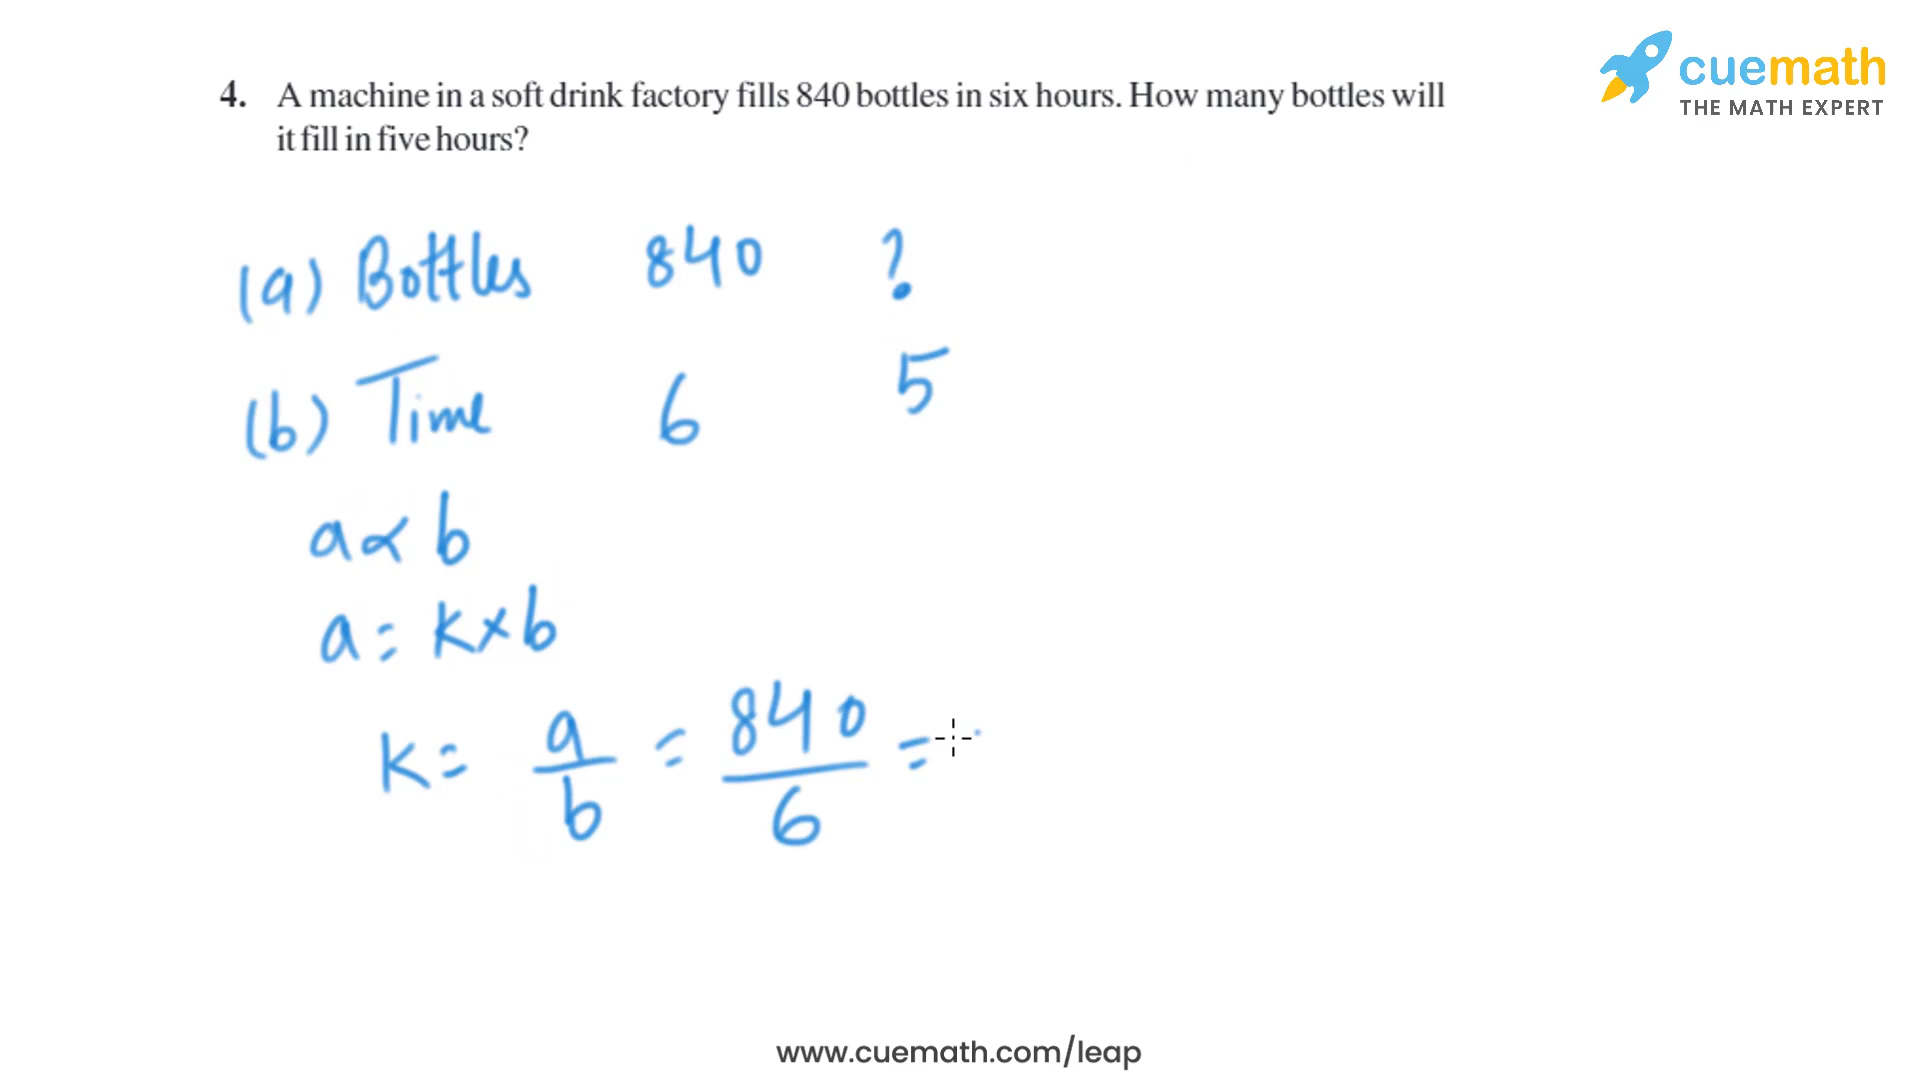 cuemath
THE MATH EXPERT
4. A machine in a soft drink factory fills 840 bottles in six hours. How many bottles will
it fill in five hours?
(a) Bottles 840 ?
(b) Time 6 5
a ∝ b
a = k × b
k = a/b = 840/6 =
www.cuemath.com/leap